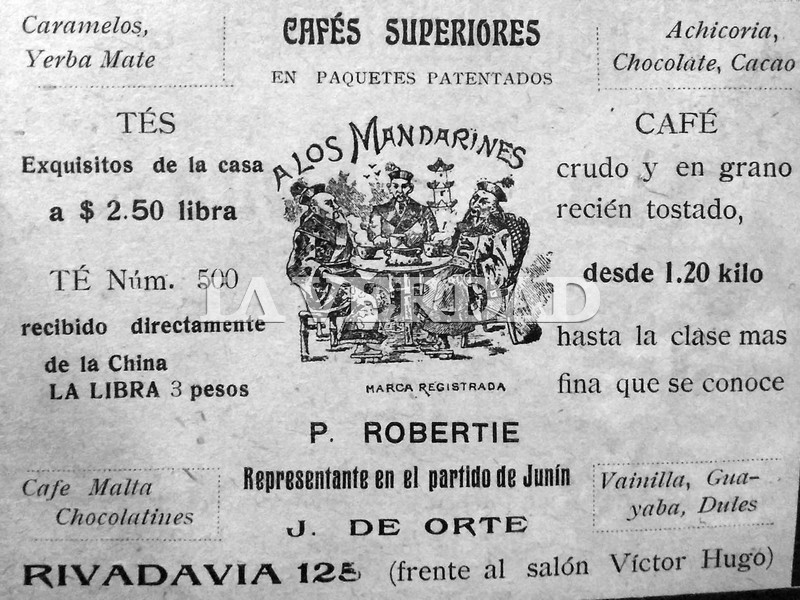 Caramelos,
Yerba Mate
CAFÉS SUPERIORES
EN PAQUETES PATENTADOS
Achicoria,
Chocolate, Cacao
TÉS
Exquisitos de la casa
a $ 2.50 libra
TÉ Núm. 500
recibido directamente
de la China
LA LIBRA 3 pesos
A LOS MANDARINES
MARCA REGISTRADA
CAFÉ
crudo y en grano
recién tostado,
desde 1.20 kilo
hasta la clase mas
fina que se conoce
LA VERDAD
P. ROBERTIE
Representante en el partido de Junín
J. DE ORTE
Cafe Malta
Chocolatines
Vainilla, Gua-
yaba, Dules
RIVADAVIA 125 (frente al salón Víctor Hugo)